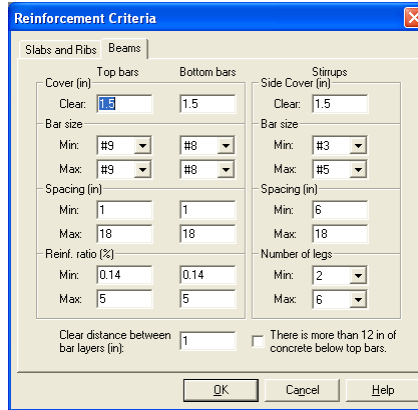 Reinforcement Criteria
Slabs and Ribs Beams
Top bars Bottom bars Stirrups
Cover (in) Side Cover (in)
Clear: 1.5 1.5 Clear: 1.5
Bar size Bar size
Min: #9 #8 Min: #3
Max: #9 #8 Max: #5
Spacing (in) Spacing (in)
Min: 1 1 Min: 6
Max: 18 18 Max: 18
Reinf. ratio (%) Number of legs
Min: 0.14 0.14 Min: 2
Max: 5 5 Max: 6
Clear distance between bar layers (in): 1 There is more than 12 in of concrete below top bars.
OK Cancel Help